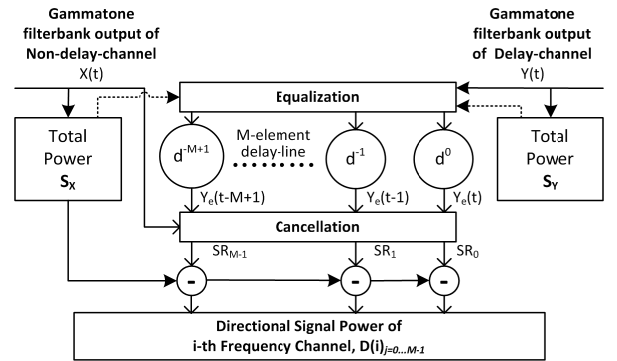 Gammatone
filterbank output of
Non-delay-channel
X(t)
Gammatone
filterbank output
of Delay-channel
Y(t)
Equalization
Total
Power
S_X
d^-M+1
M-element
delay-line
d^-1
d^0
Total
Power
S_Y
Y_e(t-M+1)
Y_e(t-1)
Y_e(t)
Cancellation
SR_M-1
SR_1
SR_0
-
-
-
Directional Signal Power of
i-th Frequency Channel, D(i)_j=0...M-1